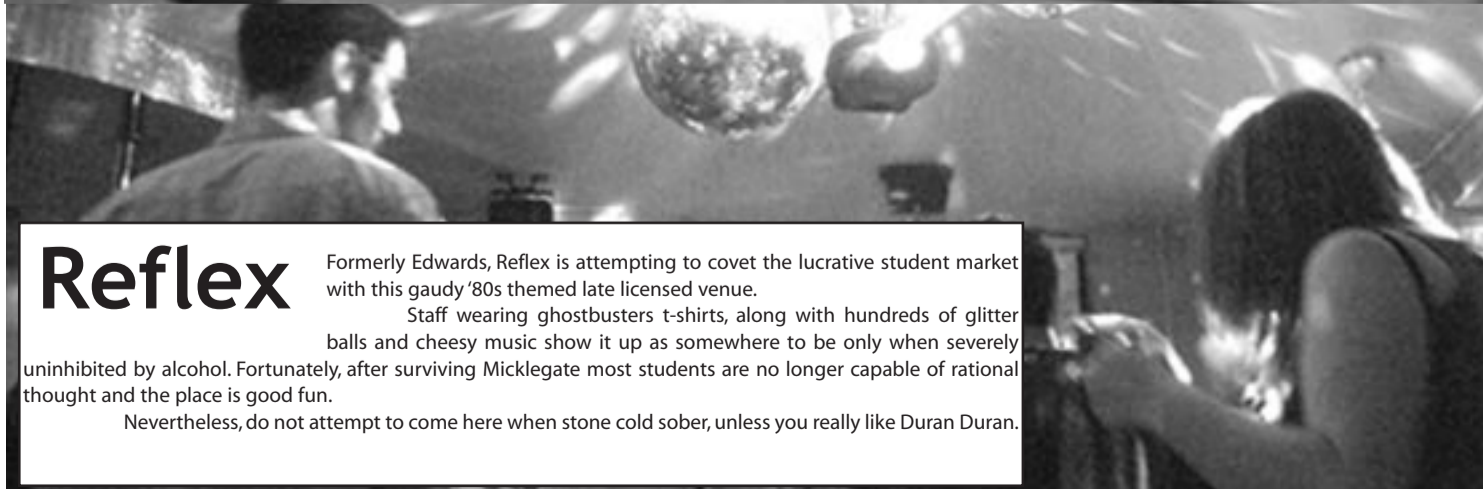 Reflex
Formerly Edwards, Reflex is attempting to covet the lucrative student market
with this gaudy ‘80s themed late licensed venue.
Staff wearing ghostbusters t-shirts, along with hundreds of glitter
balls and cheesy music show it up as somewhere to be only when severely
uninhibited by alcohol. Fortunately, after surviving Micklegate most students are no longer capable of rational
thought and the place is good fun.
Nevertheless, do not attempt to come here when stone cold sober, unless you really like Duran Duran.